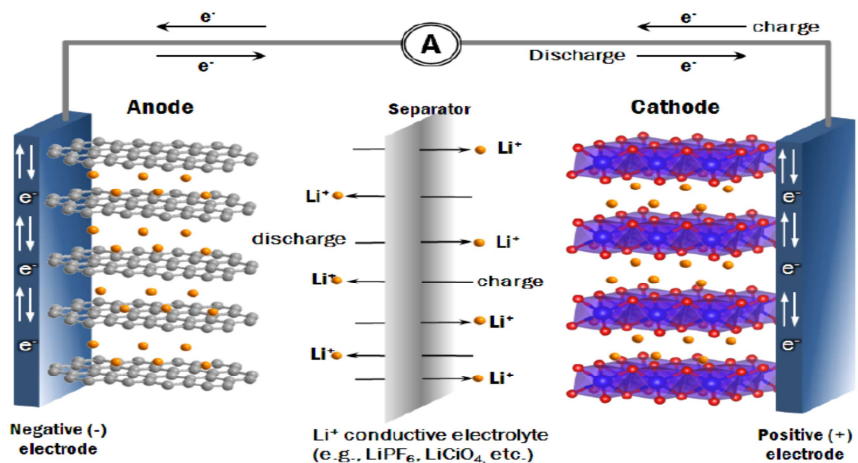 e-
e-
charge
A
e-
Discharge
e-
Anode
Separator
Cathode
Li+
Li+
discharge
Li+
Li+
charge
Li+
Li+
Li+
e-
e-
e-
e-
e-
e-
Negative (-)
electrode
Li+ conductive electrolyte
(e.g., LiPF6, LiClO4, etc.)
Positive (+)
electrode